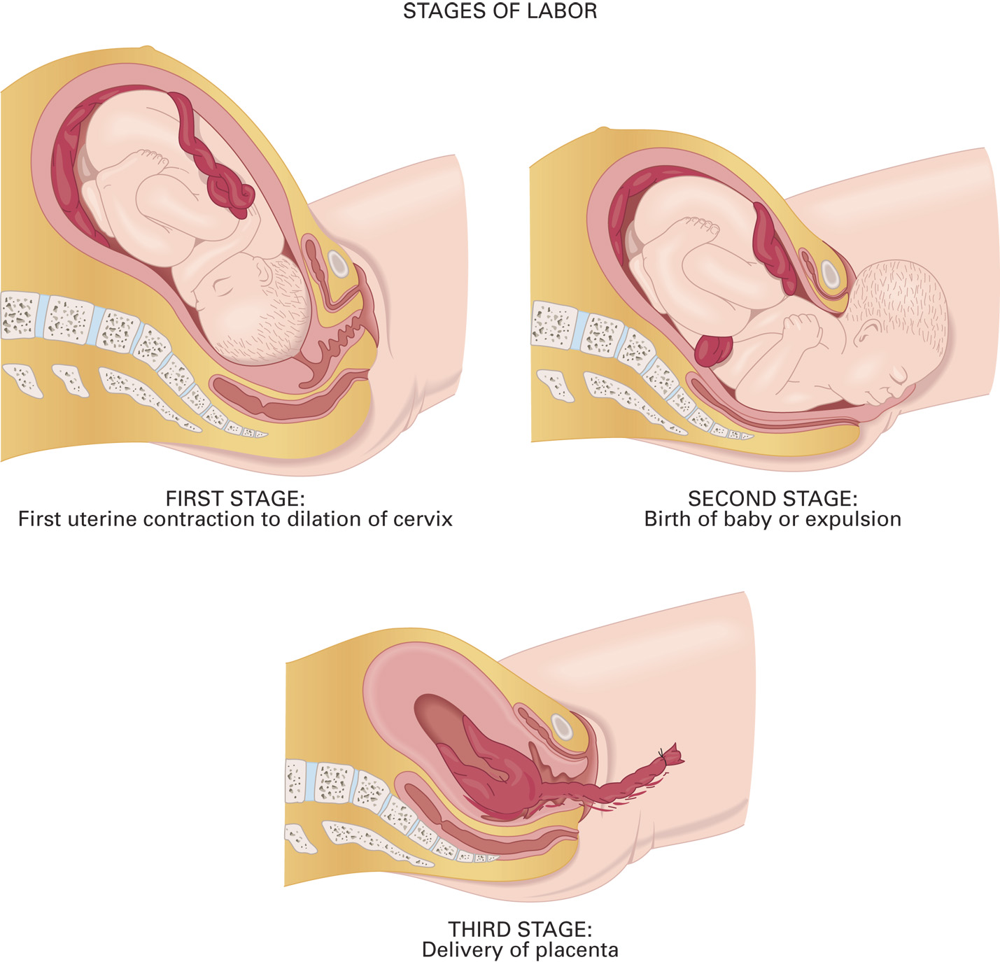 STAGES OF LABOR
FIRST STAGE:
First uterine contraction to dilation of cervix
SECOND STAGE:
Birth of baby or expulsion
THIRD STAGE:
Delivery of placenta